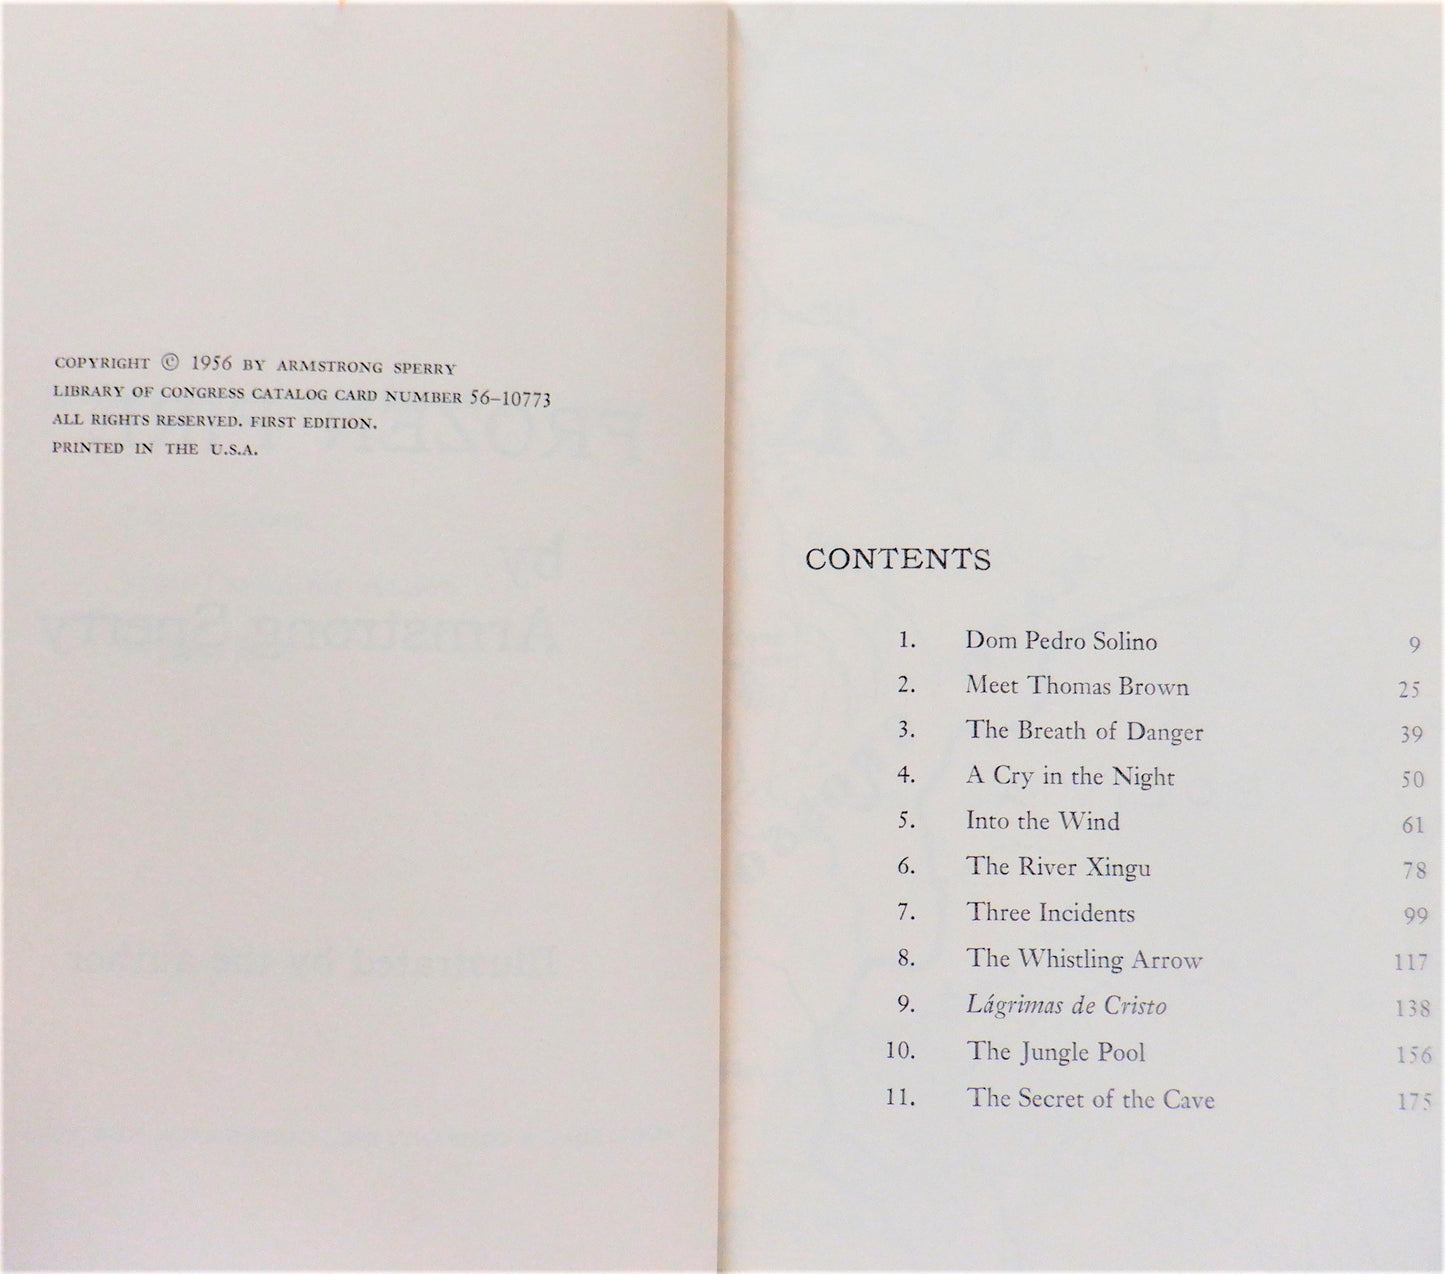 COPYRIGHT © 1956 BY ARMSTRONG SPERRY
LIBRARY OF CONGRESS CATALOG CARD NUMBER 56–10773
ALL RIGHTS RESERVED. FIRST EDITION.
PRINTED IN THE U.S.A.
CONTENTS
1. Dom Pedro Solino 9
2. Meet Thomas Brown 25
3. The Breath of Danger 39
4. A Cry in the Night 50
5. Into the Wind 61
6. The River Xingu 78
7. Three Incidents 99
8. The Whistling Arrow 117
9. Lágrimas de Cristo 138
10. The Jungle Pool 156
11. The Secret of the Cave 175